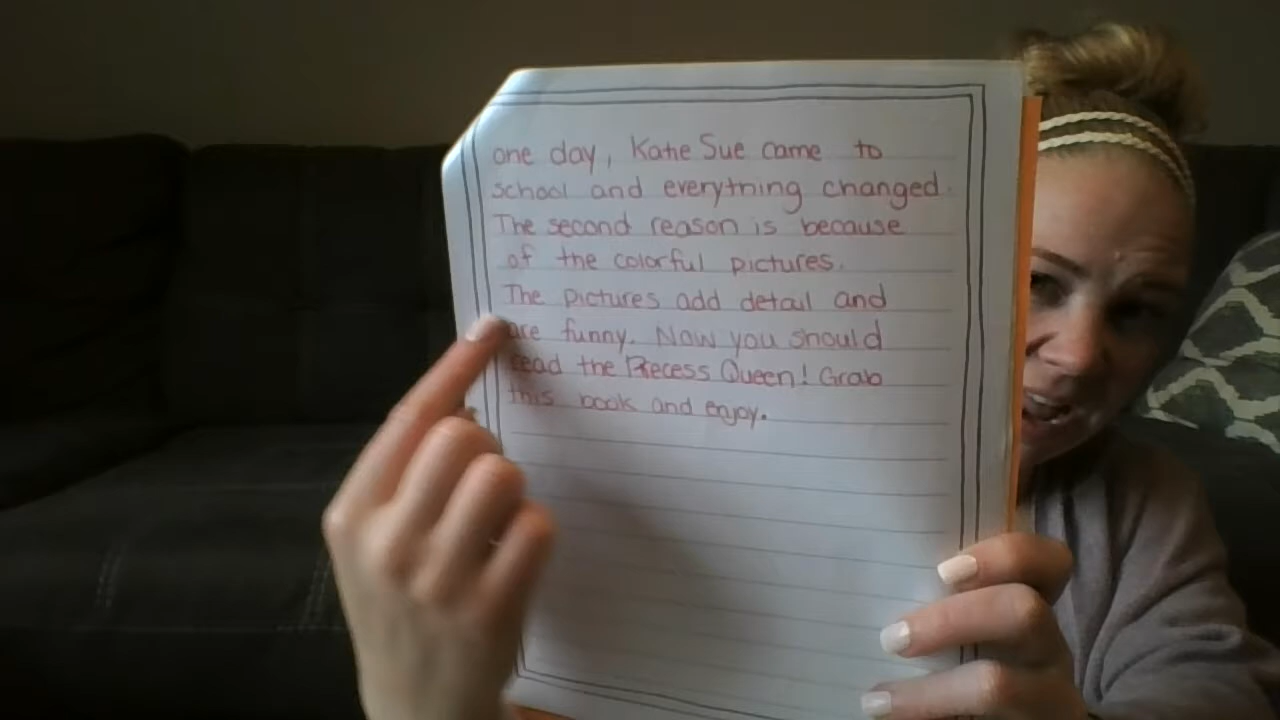 one day, Katie Sue came to
school and everything changed.
The second reason is because
of the colorful pictures.
The pictures add detail and
are funny. Now you should
read the Recess Queen! Grab
this book and enjoy.